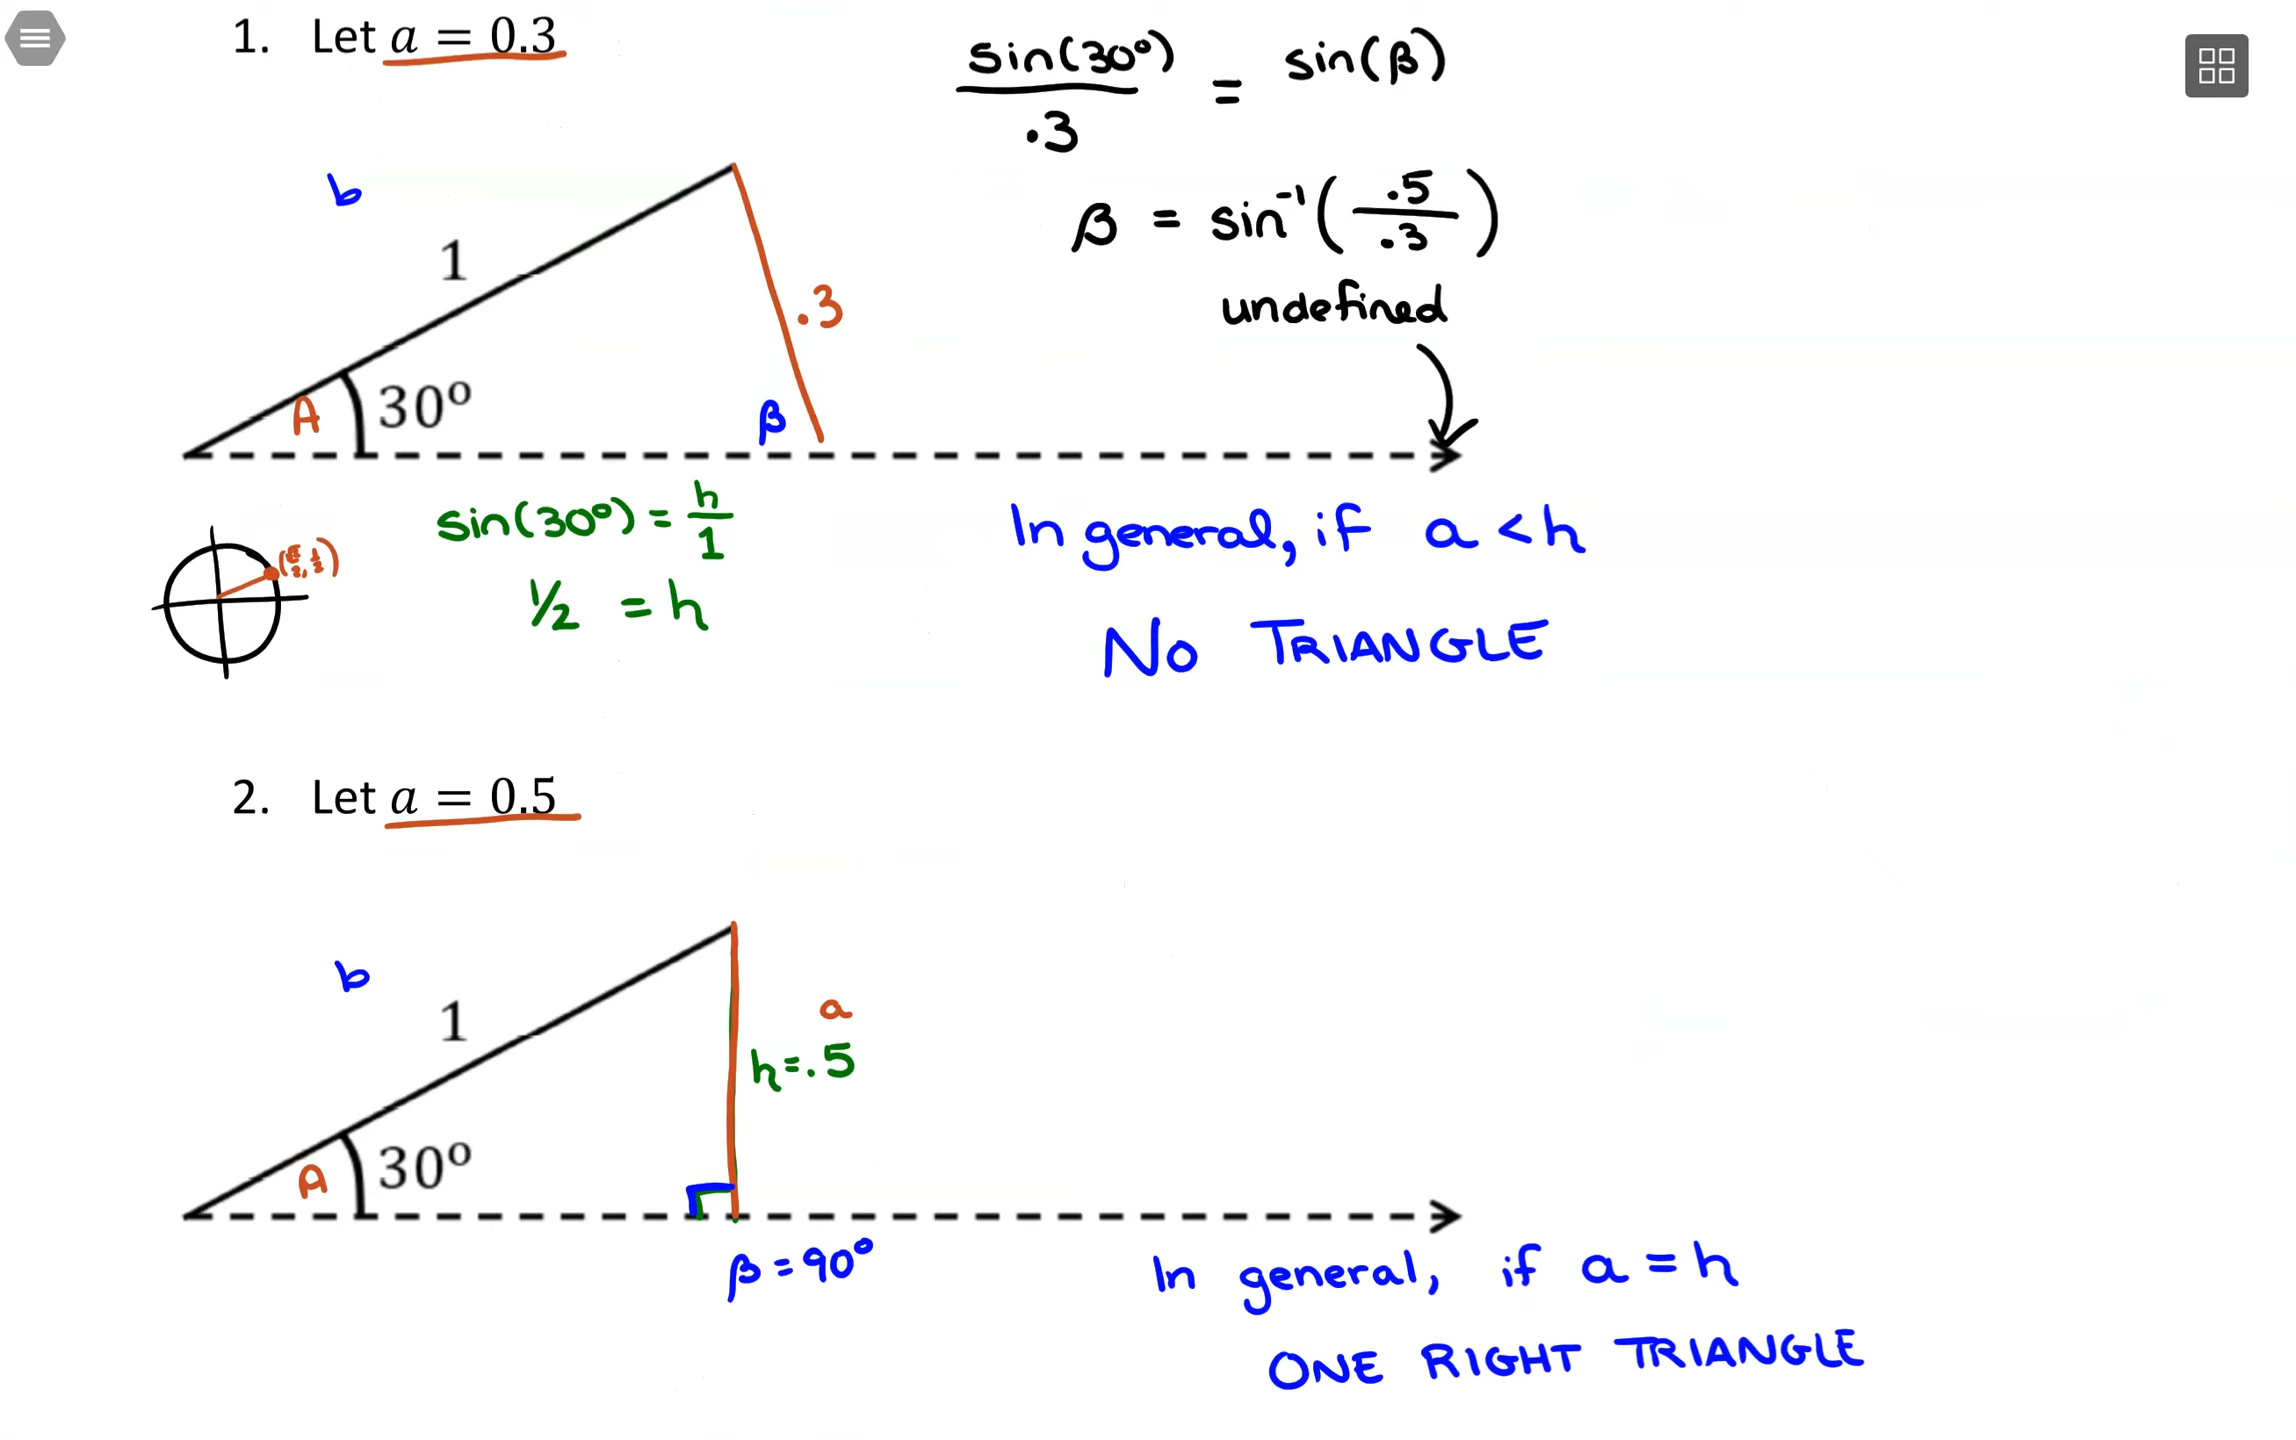 1. Let a = 0.3
sin(30°)/.3 = sin(β)
b
1
β = sin⁻¹(.5/.3)
undefined
.3
A 30° β
sin(30°) = h/1
½ = h
In general, if a < h
NO TRIANGLE
2. Let a = 0.5
b
1
a
h = .5
A 30°
β = 90°
In general, if a = h
ONE RIGHT TRIANGLE